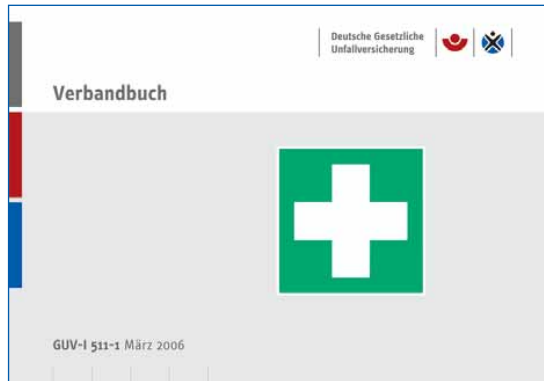 Deutsche Gesetzliche
Unfallversicherung
Verbandbuch
GUV-I 511-1 März 2006